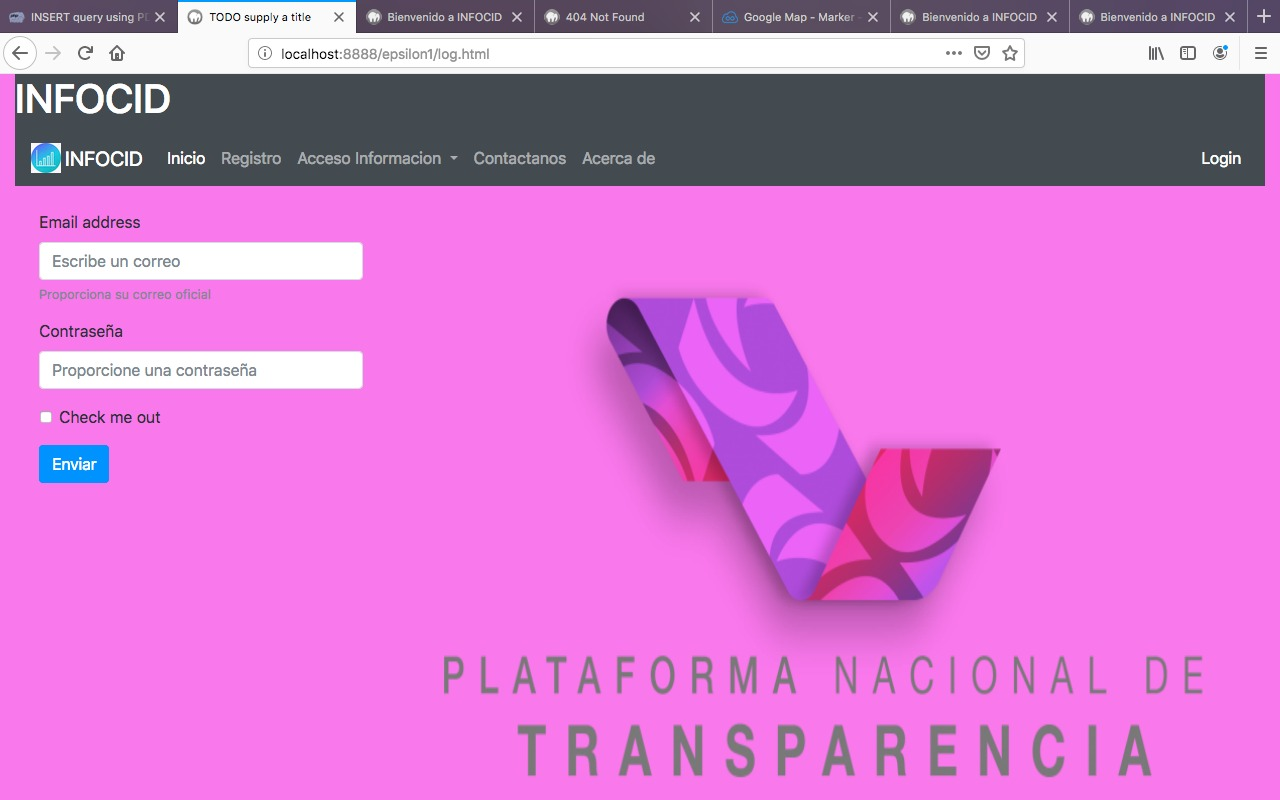 INSERT query using PD
TODO supply a title
Bienvenido a INFOCID
404 Not Found
Google Map - Marker -
Bienvenido a INFOCID
Bienvenido a INFOCID
localhost:8888/epsilon1/log.html
INFOCID
INFOCID Inicio Registro Acceso Informacion Contactanos Acerca de Login
Email address
Escribe un correo
Proporciona su correo oficial
Contraseña
Proporcione una contraseña
Check me out
Enviar
PLATAFORMA NACIONAL DE
TRANSPARENCIA